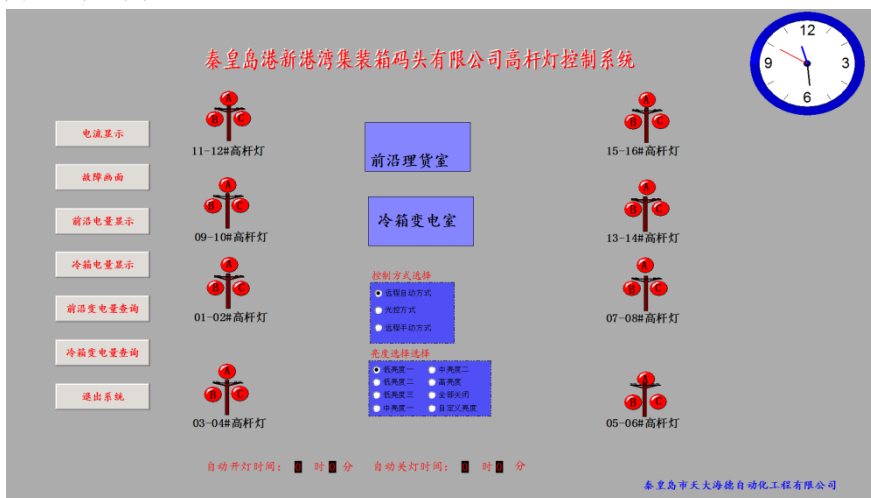 秦皇岛港新港湾集装箱码头有限公司高杆灯控制系统
12
9 3
6
A
B C
11-12#高杆灯
A
B C
15-16#高杆灯
电流显示
故障画面
前沿电量显示
冷箱电量显示
前沿变电量查询
冷箱变电量查询
退出系统
前沿理货室
冷箱变电室
A
B C
09-10#高杆灯
A
B C
13-14#高杆灯
控制方式选择
远程自动方式
光控方式
远程手动方式
A
B C
01-02#高杆灯
A
B C
07-08#高杆灯
亮度选择选择
低亮度一 中亮度二
低亮度二 高亮度
低亮度三 全部关闭
中亮度一 自定义亮度
A
B C
03-04#高杆灯
A
B C
05-06#高杆灯
自动开灯时间： 0 时 0 分 自动关灯时间： 0 时 0 分
秦皇岛市天大海德自动化工程有限公司